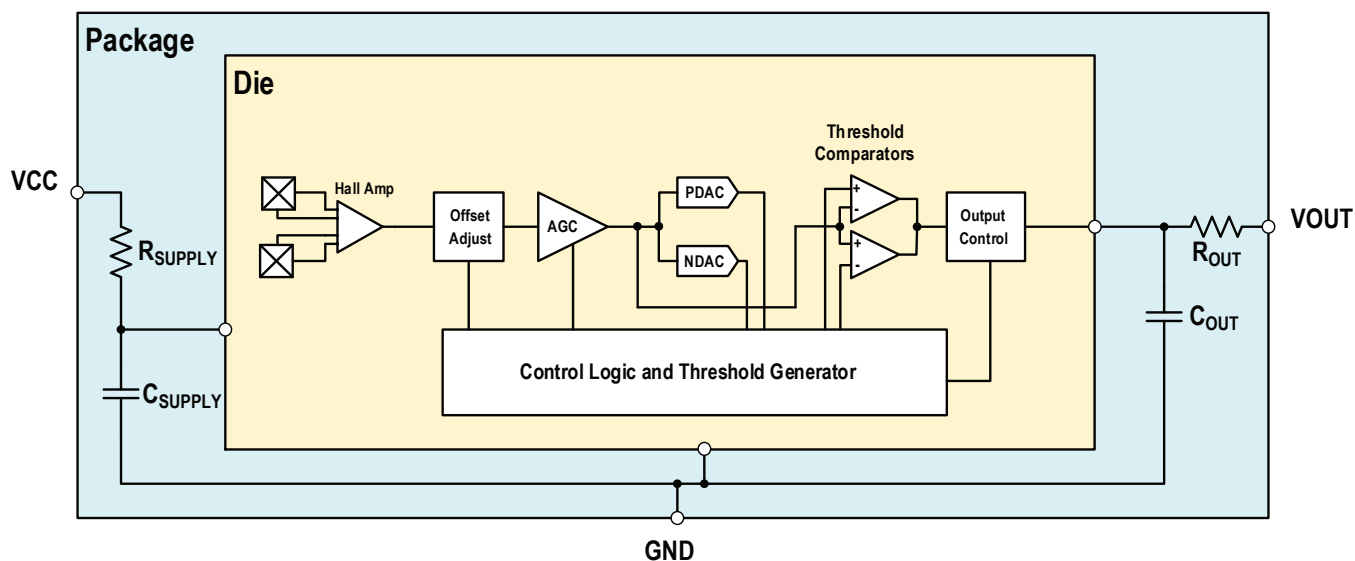 Package
Die
Threshold
Comparators
VCC
Hall Amp
PDAC
+
-
Offset
Adjust
AGC
Output
Control
VOUT
RSUPPLY
NDAC
+
-
ROUT
COUT
Control Logic and Threshold Generator
CSUPPLY
GND